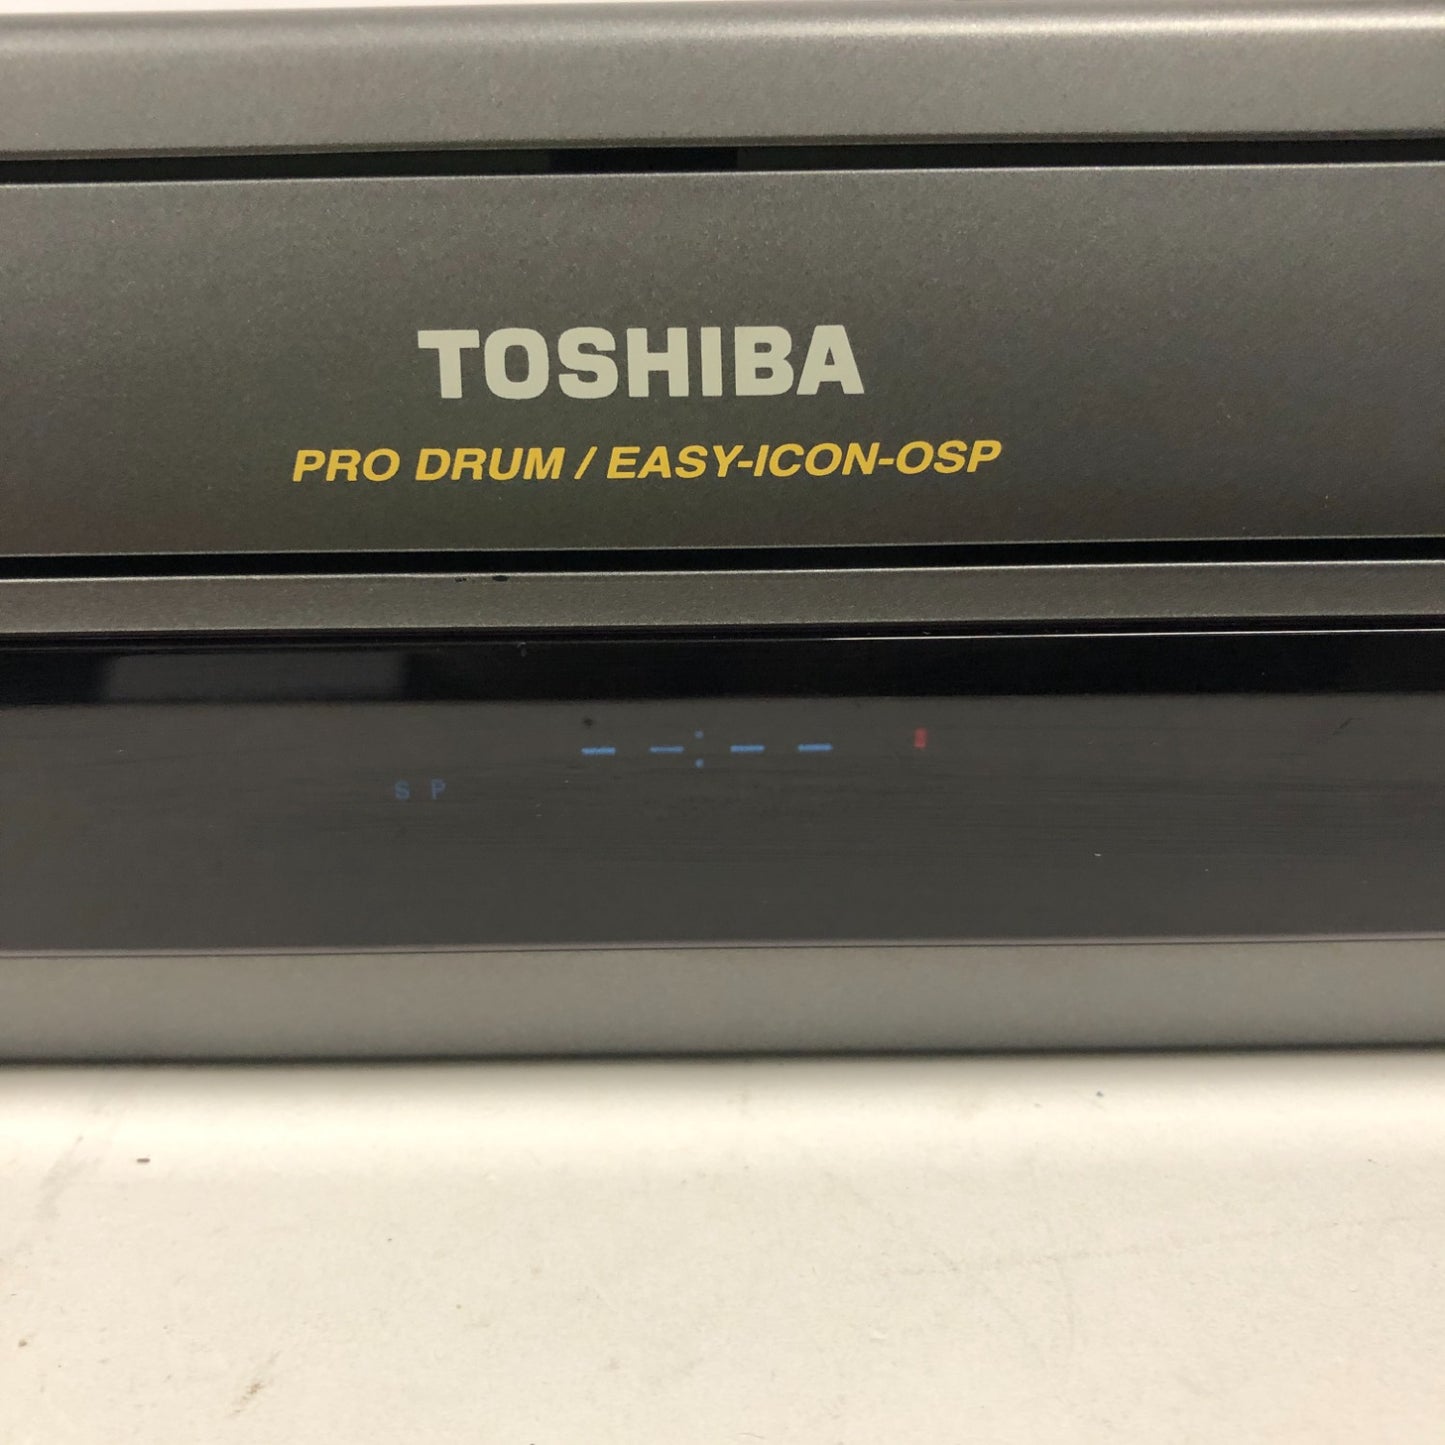 TOSHIBA
PRO DRUM / EASY-ICON-OSP
--:--
SP